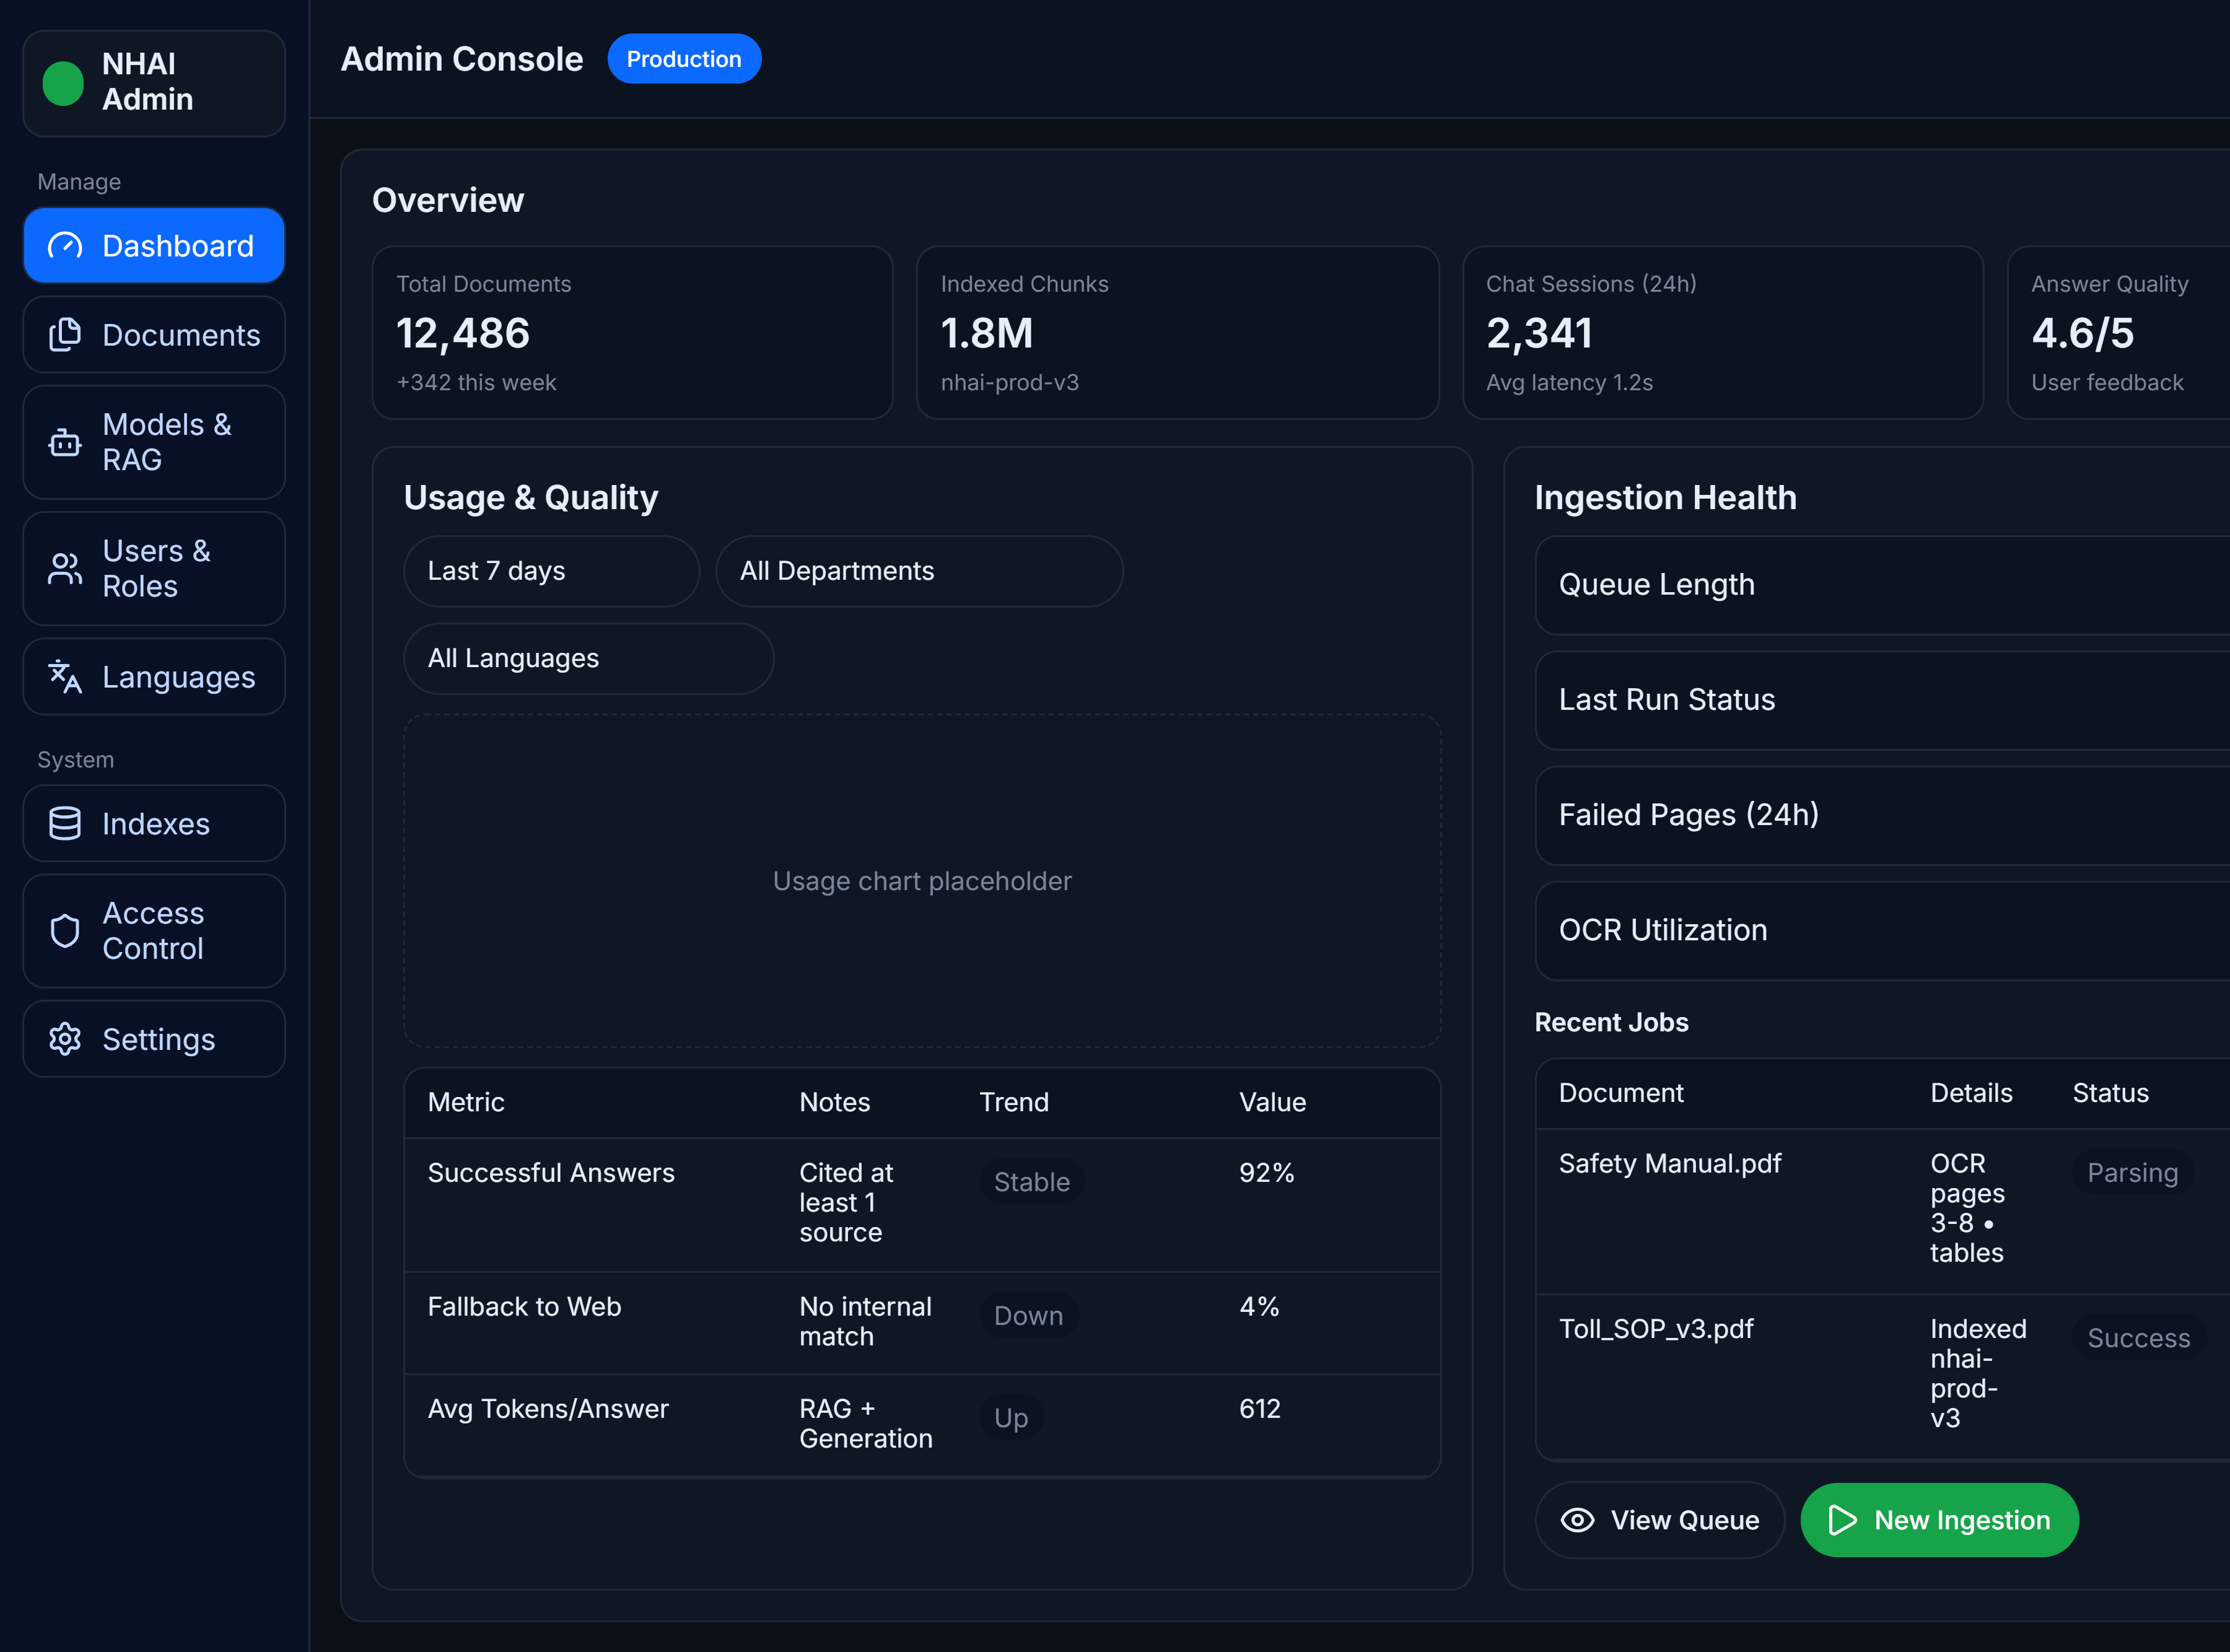 NHAI
Admin
Manage
Dashboard
Documents
Models &
RAG
Users &
Roles
Languages
System
Indexes
Access
Control
Settings
Admin Console
Production
Overview
Total Documents
12,486
+342 this week
Indexed Chunks
1.8M
nhai-prod-v3
Chat Sessions (24h)
2,341
Avg latency 1.2s
Answer Quality
4.6/5
User feedback
Usage & Quality
Last 7 days
All Departments
All Languages
Usage chart placeholder
Metric Notes Trend Value
Successful Answers
Cited at
least 1
source
Stable
92%
Fallback to Web
No internal
match
Down
4%
Avg Tokens/Answer
RAG +
Generation
Up
612
Ingestion Health
Queue Length
Last Run Status
Failed Pages (24h)
OCR Utilization
Recent Jobs
Document Details Status
Safety Manual.pdf
OCR
pages
3-8 •
tables
Parsing
Toll_SOP_v3.pdf
Indexed
nhai-
prod-
v3
Success
View Queue
New Ingestion